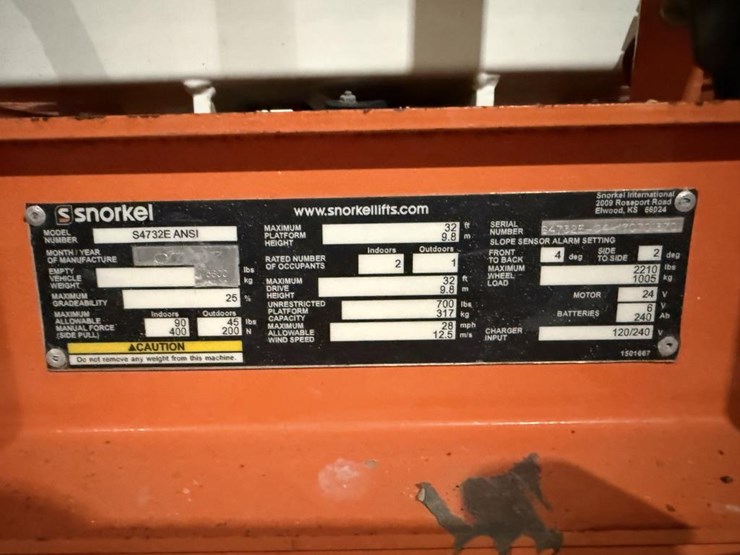 snorkel
www.snorkellifts.com
Snorkel International
2009 Roseport Road
Elwood, KS 66024
MODEL NUMBER
S4732E ANSI
MONTH / YEAR OF MANUFACTURE
EMPTY VEHICLE WEIGHT
lbs
kg
MAXIMUM GRADEABILITY
25 %
MAXIMUM ALLOWABLE MANUAL FORCE (SIDE PULL)
Indoors Outdoors
90 45 lbs
400 200 N
CAUTION
Do not remove any weight from this machine.
MAXIMUM PLATFORM HEIGHT
32 ft
9.8 m
RATED NUMBER OF OCCUPANTS
Indoors Outdoors
2 1
MAXIMUM DRIVE HEIGHT
32 ft
9.8 m
UNRESTRICTED PLATFORM CAPACITY
700 lbs
317 kg
MAXIMUM ALLOWABLE WIND SPEED
28 mph
12.5 m/s
SERIAL NUMBER
SLOPE SENSOR ALARM SETTING
FRONT TO BACK 4 deg
SIDE TO-SIDE 2 deg
MAXIMUM WHEEL LOAD
2210 lbs
1005 kg
MOTOR 24 V
BATTERIES 6 V
240 Ah
CHARGER INPUT 120/240 V
1501667